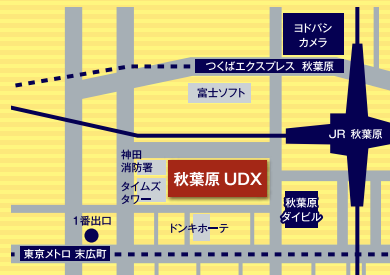 ヨドバシ
カメラ
つくばエクスプレス 秋葉原
富士ソフト
JR 秋葉原
神田
消防署
秋葉原 UDX
タイムズ
タワー
秋葉原
ダイビル
1番出口
ドンキホーテ
東京メトロ 末広町